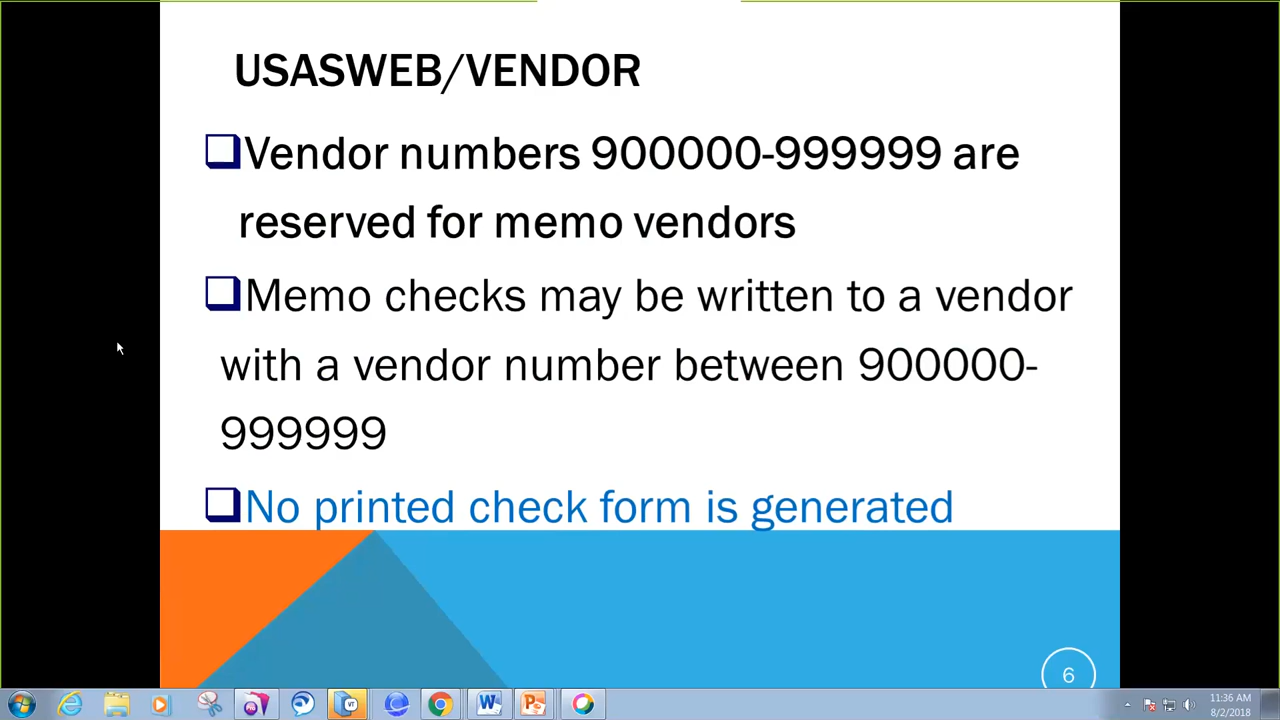 USASWEB/VENDOR
❑Vendor numbers 900000-999999 are
reserved for memo vendors
❑Memo checks may be written to a vendor
with a vendor number between 900000-
999999
❑No printed check form is generated
6
11:36 AM
8/2/2018